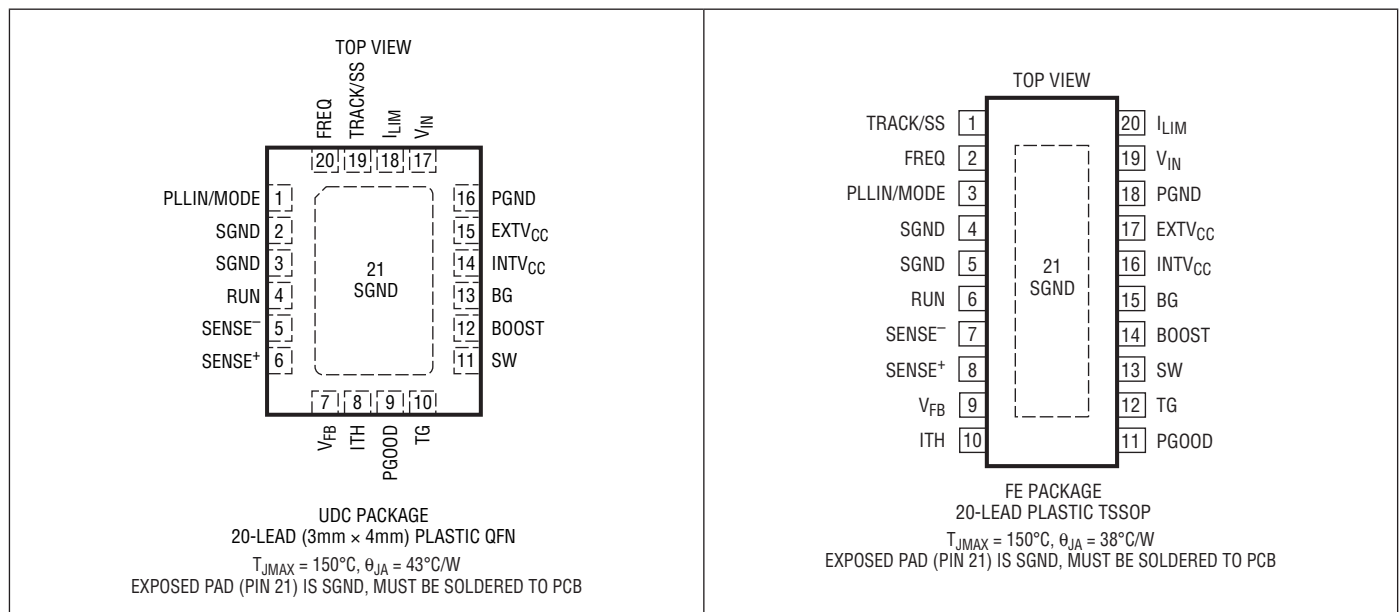 TOP VIEW
FREQ
TRACK/SS
ILIM
VIN
20 19 18 17
PLLIN/MODE 1
SGND 2
SGND 3
RUN 4
SENSE– 5
SENSE+ 6
21
SGND
16 PGND
15 EXTVCC
14 INTVCC
13 BG
12 BOOST
11 SW
7 8 9 10
VFB
ITH
PGOOD
TG
UDC PACKAGE
20-LEAD (3mm × 4mm) PLASTIC QFN
TJMAX = 150°C, θJA = 43°C/W
EXPOSED PAD (PIN 21) IS SGND, MUST BE SOLDERED TO PCB
TOP VIEW
TRACK/SS 1
FREQ 2
PLLIN/MODE 3
SGND 4
SGND 5
RUN 6
SENSE– 7
SENSE+ 8
VFB 9
ITH 10
21
SGND
20 ILIM
19 VIN
18 PGND
17 EXTVCC
16 INTVCC
15 BG
14 BOOST
13 SW
12 TG
11 PGOOD
FE PACKAGE
20-LEAD PLASTIC TSSOP
TJMAX = 150°C, θJA = 38°C/W
EXPOSED PAD (PIN 21) IS SGND, MUST BE SOLDERED TO PCB